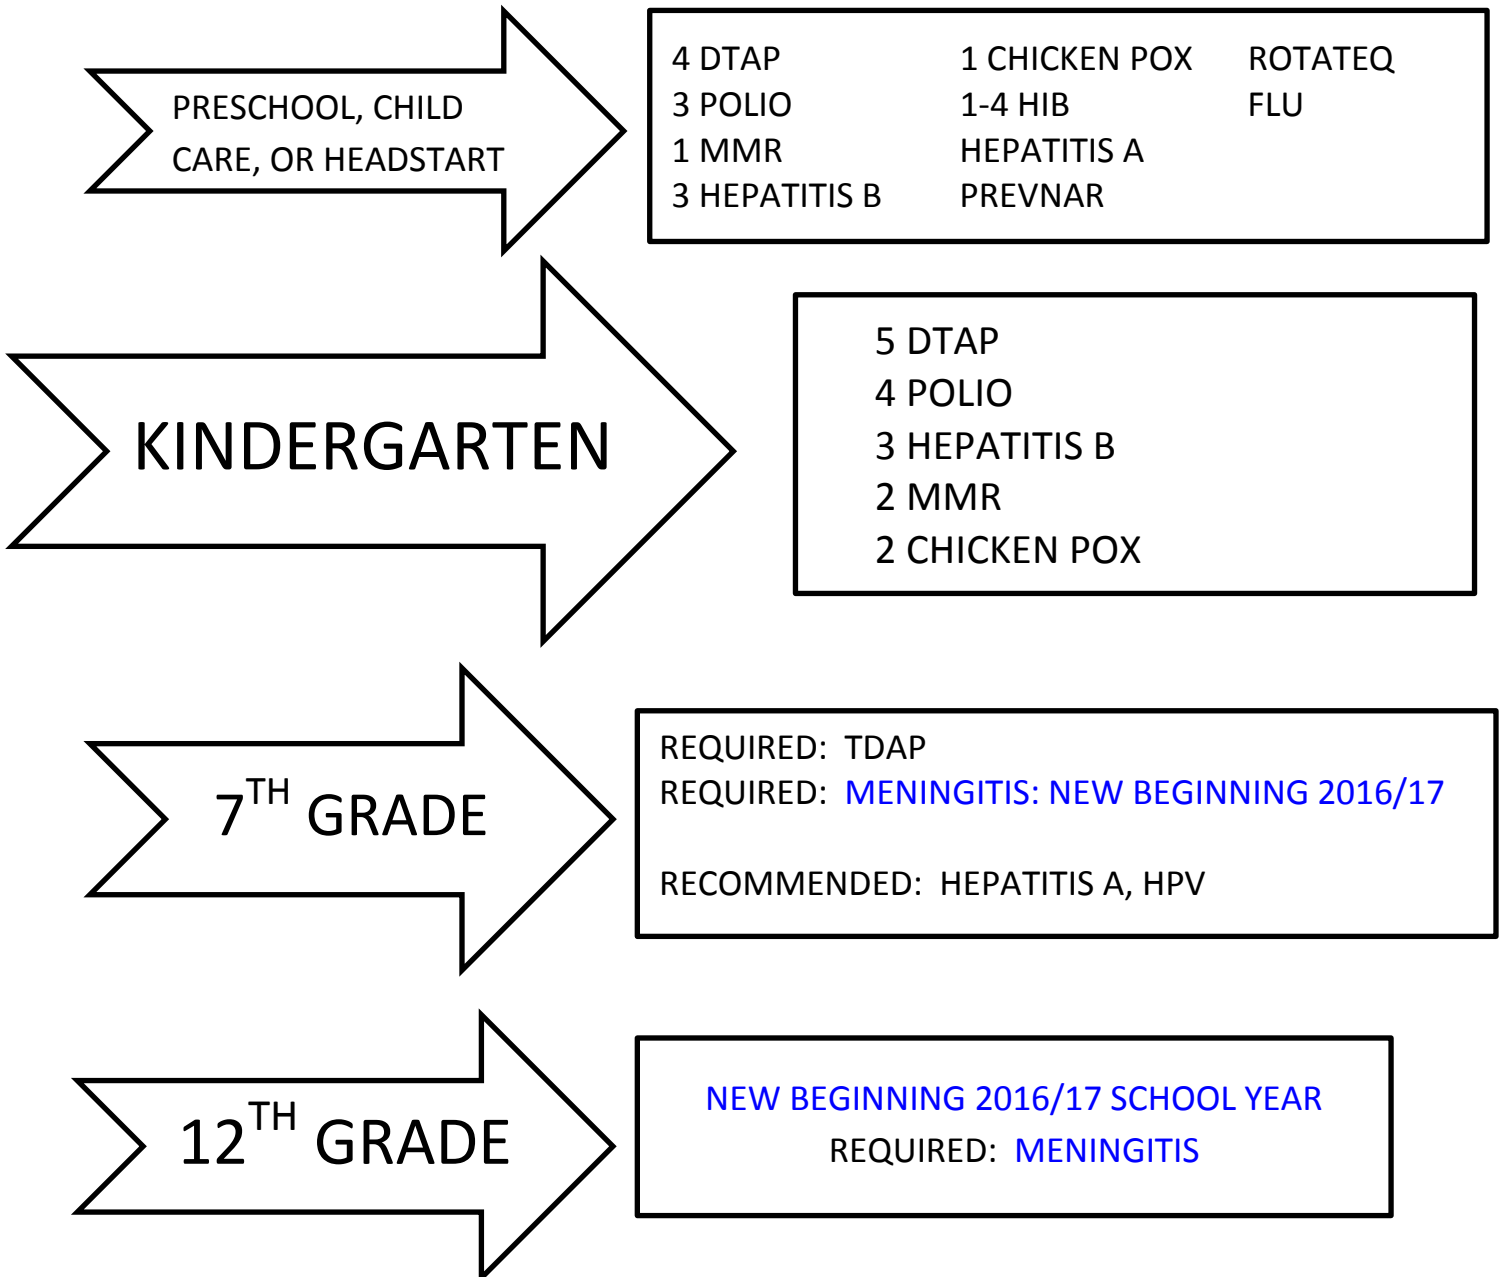 PRESCHOOL, CHILD
CARE, OR HEADSTART
4 DTAP
3 POLIO
1 MMR
3 HEPATITIS B
1 CHICKEN POX
1-4 HIB
HEPATITIS A
PREVNAR
ROTATEQ
FLU
KINDERGARTEN
5 DTAP
4 POLIO
3 HEPATITIS B
2 MMR
2 CHICKEN POX
7TH GRADE
REQUIRED: TDAP
REQUIRED: MENINGITIS: NEW BEGINNING 2016/17
RECOMMENDED: HEPATITIS A, HPV
12TH GRADE
NEW BEGINNING 2016/17 SCHOOL YEAR
REQUIRED: MENINGITIS